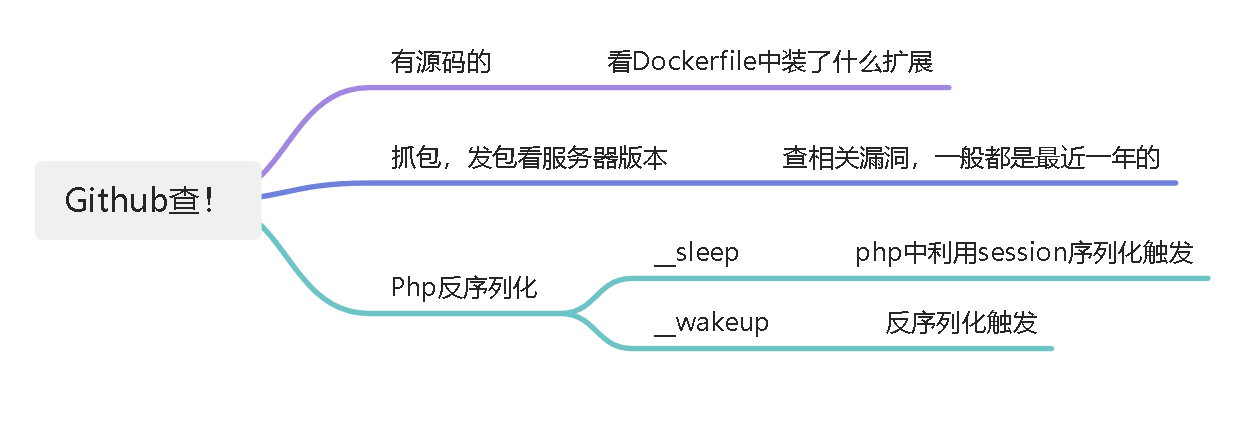 Github查！
有源码的
看Dockerfile中装了什么扩展
抓包，发包看服务器版本
查相关漏洞，一般都是最近一年的
Php反序列化
__sleep
php中利用session序列化触发
__wakeup
反序列化触发